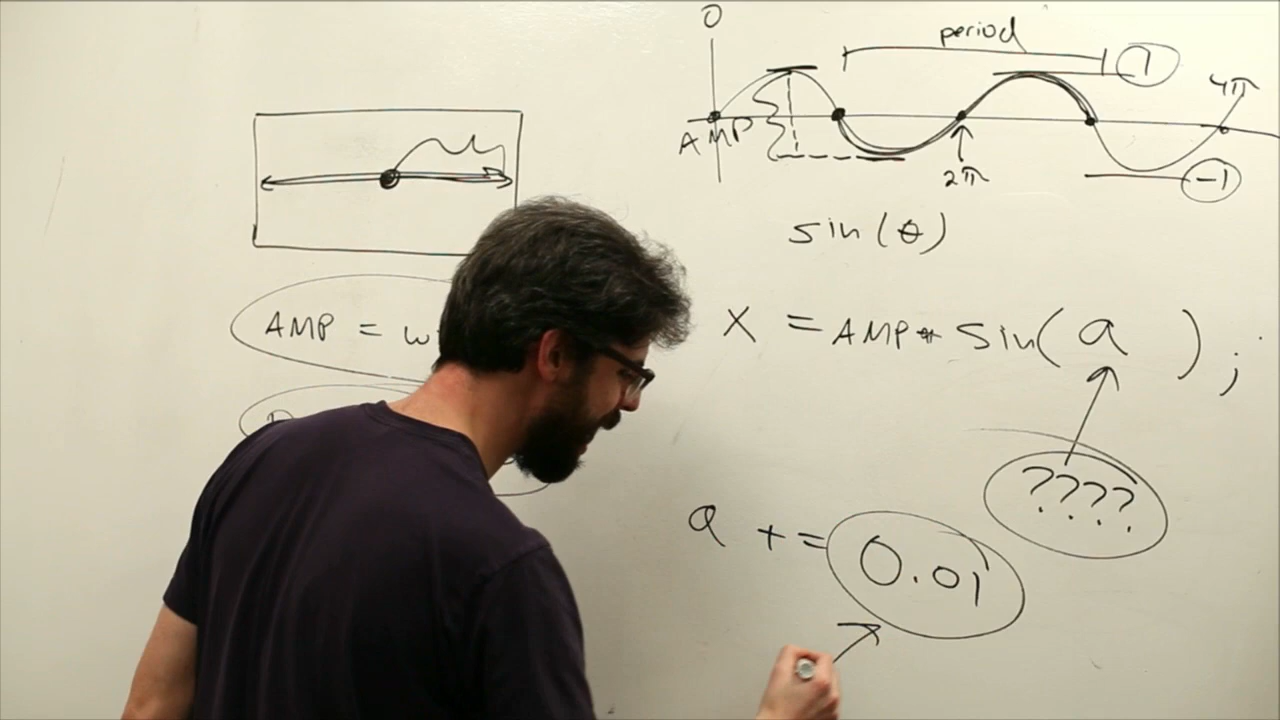 0
period
1
4π
AMP
2π
-1
sin(θ)
AMP = w
x = AMP * sin( a ) ;
????
a += 0.01